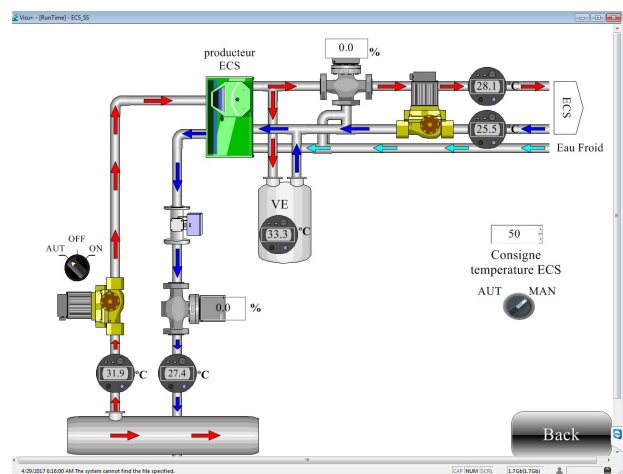 Visu+ - [RunTime] - ECS_SS
producteur
ECS
0.0 %
28.1 °C
25.5 °C
ECS
Eau Froid
VE
33.3 °C
50
Consigne
temperature ECS
AUT MAN
OFF
AUT ON
0.0 %
31.9 °C
27.4 °C
Back
4/29/2017 6:16:00 AM The system cannot find the file specified.
CAP NUM SCRL 1.7Gb(1.7Gb)